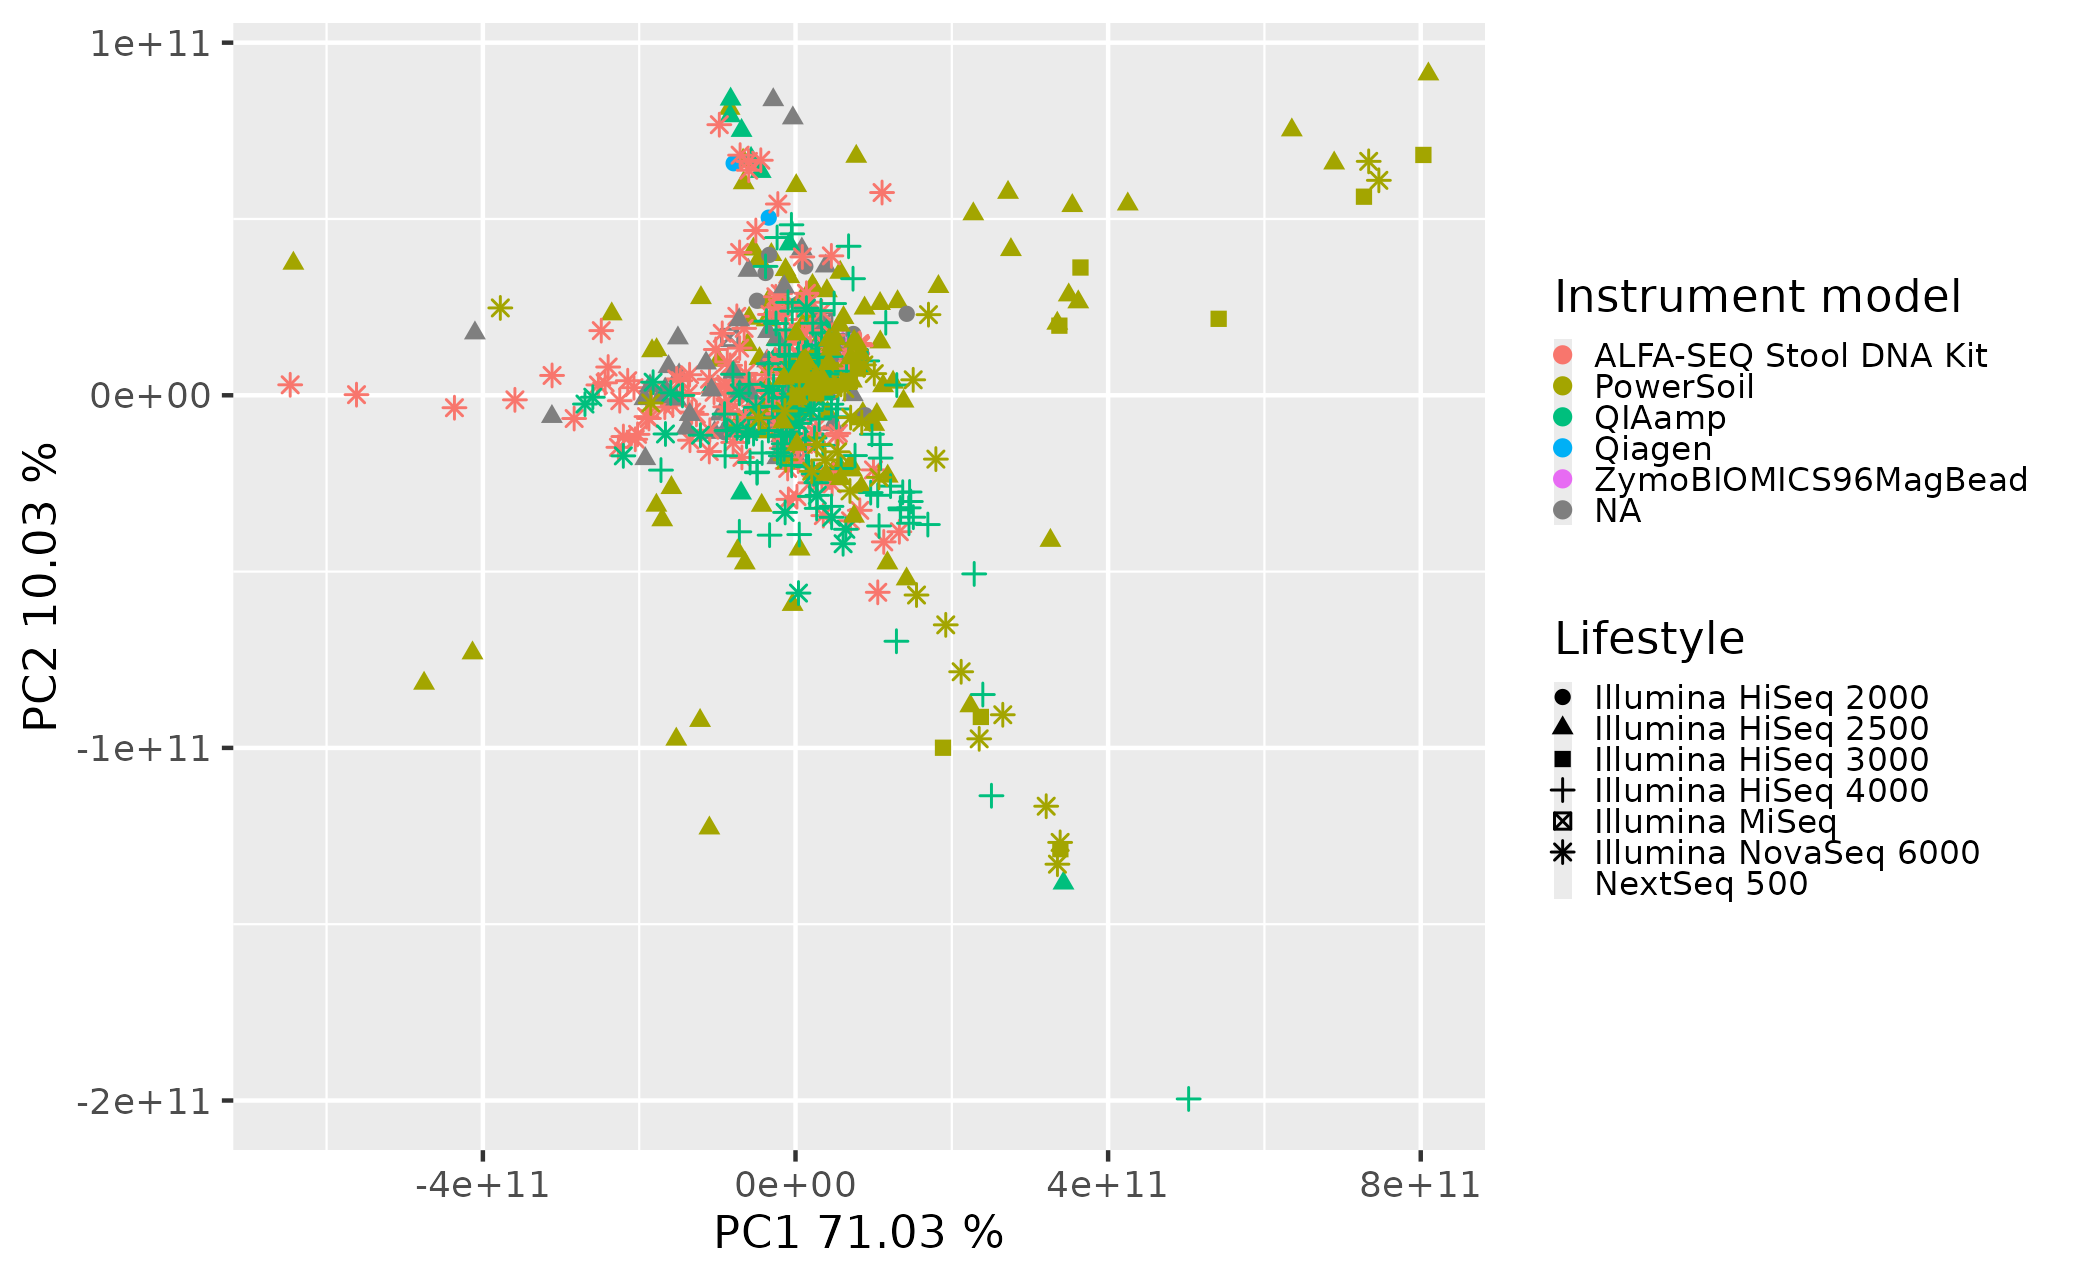 1e+11
0e+00
-1e+11
-2e+11
PC2 10.03 %
-4e+11 0e+00 4e+11 8e+11
PC1 71.03 %
Instrument model
ALFA-SEQ Stool DNA Kit
PowerSoil
QIAamp
Qiagen
ZymoBIOMICS96MagBead
NA
Lifestyle
Illumina HiSeq 2000
Illumina HiSeq 2500
Illumina HiSeq 3000
Illumina HiSeq 4000
Illumina MiSeq
Illumina NovaSeq 6000
NextSeq 500